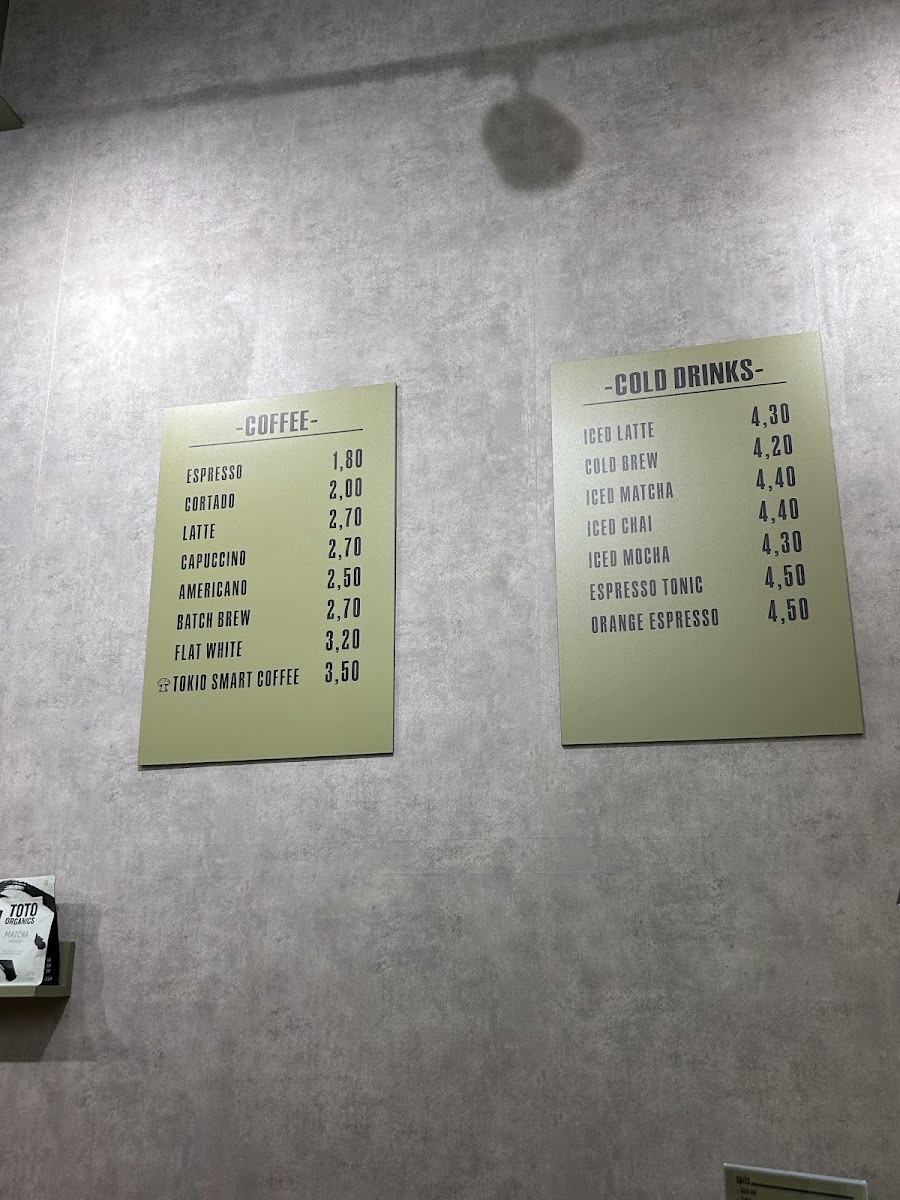 -COFFEE-
ESPRESSO 1,80
CORTADO 2,00
LATTE 2,70
CAPUCCINO 2,70
AMERICANO 2,50
BATCH BREW 2,70
FLAT WHITE 3,20
TOKIO SMART COFFEE 3,50
-COLD DRINKS-
ICED LATTE 4,30
COLD BREW 4,20
ICED MATCHA 4,40
ICED CHAI 4,40
ICED MOCHA 4,30
ESPRESSO TONIC 4,50
ORANGE ESPRESSO 4,50
TOTO
ORGANICS
MATCHA